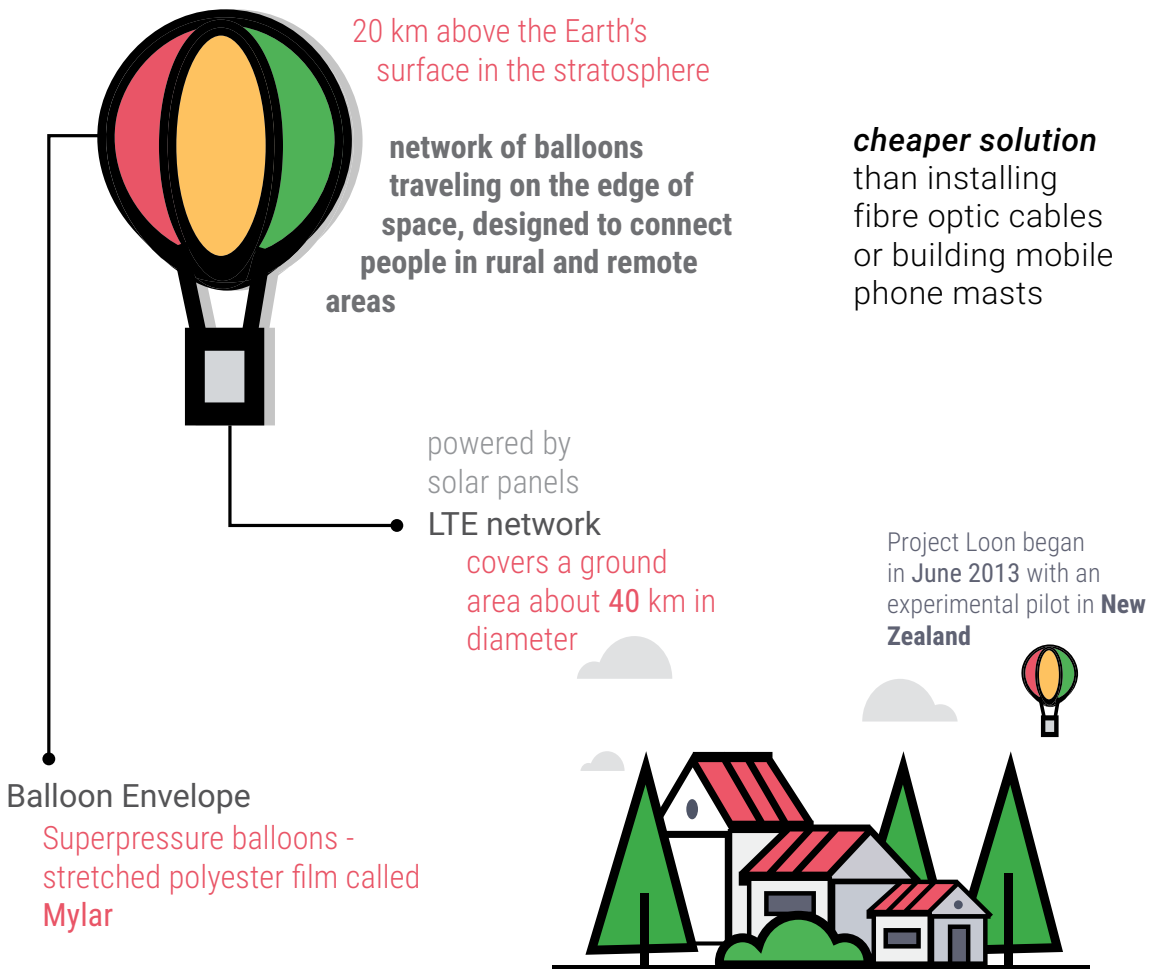 20 km above the Earth's
surface in the stratosphere
network of balloons
traveling on the edge of
space, designed to connect
people in rural and remote
areas
cheaper solution
than installing
fibre optic cables
or building mobile
phone masts
powered by
solar panels
LTE network
covers a ground
area about 40 km in
diameter
Project Loon began
in June 2013 with an
experimental pilot in New
Zealand
Balloon Envelope
Superpressure balloons -
stretched polyester film called
Mylar